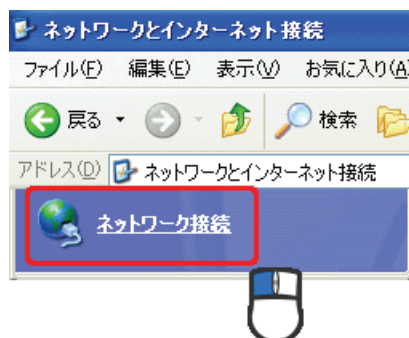 ネットワークとインターネット接続
ファイル(F) 編集(E) 表示(V) お気に入り(A
戻る 検索
アドレス(D) ネットワークとインターネット接続
ネットワーク接続